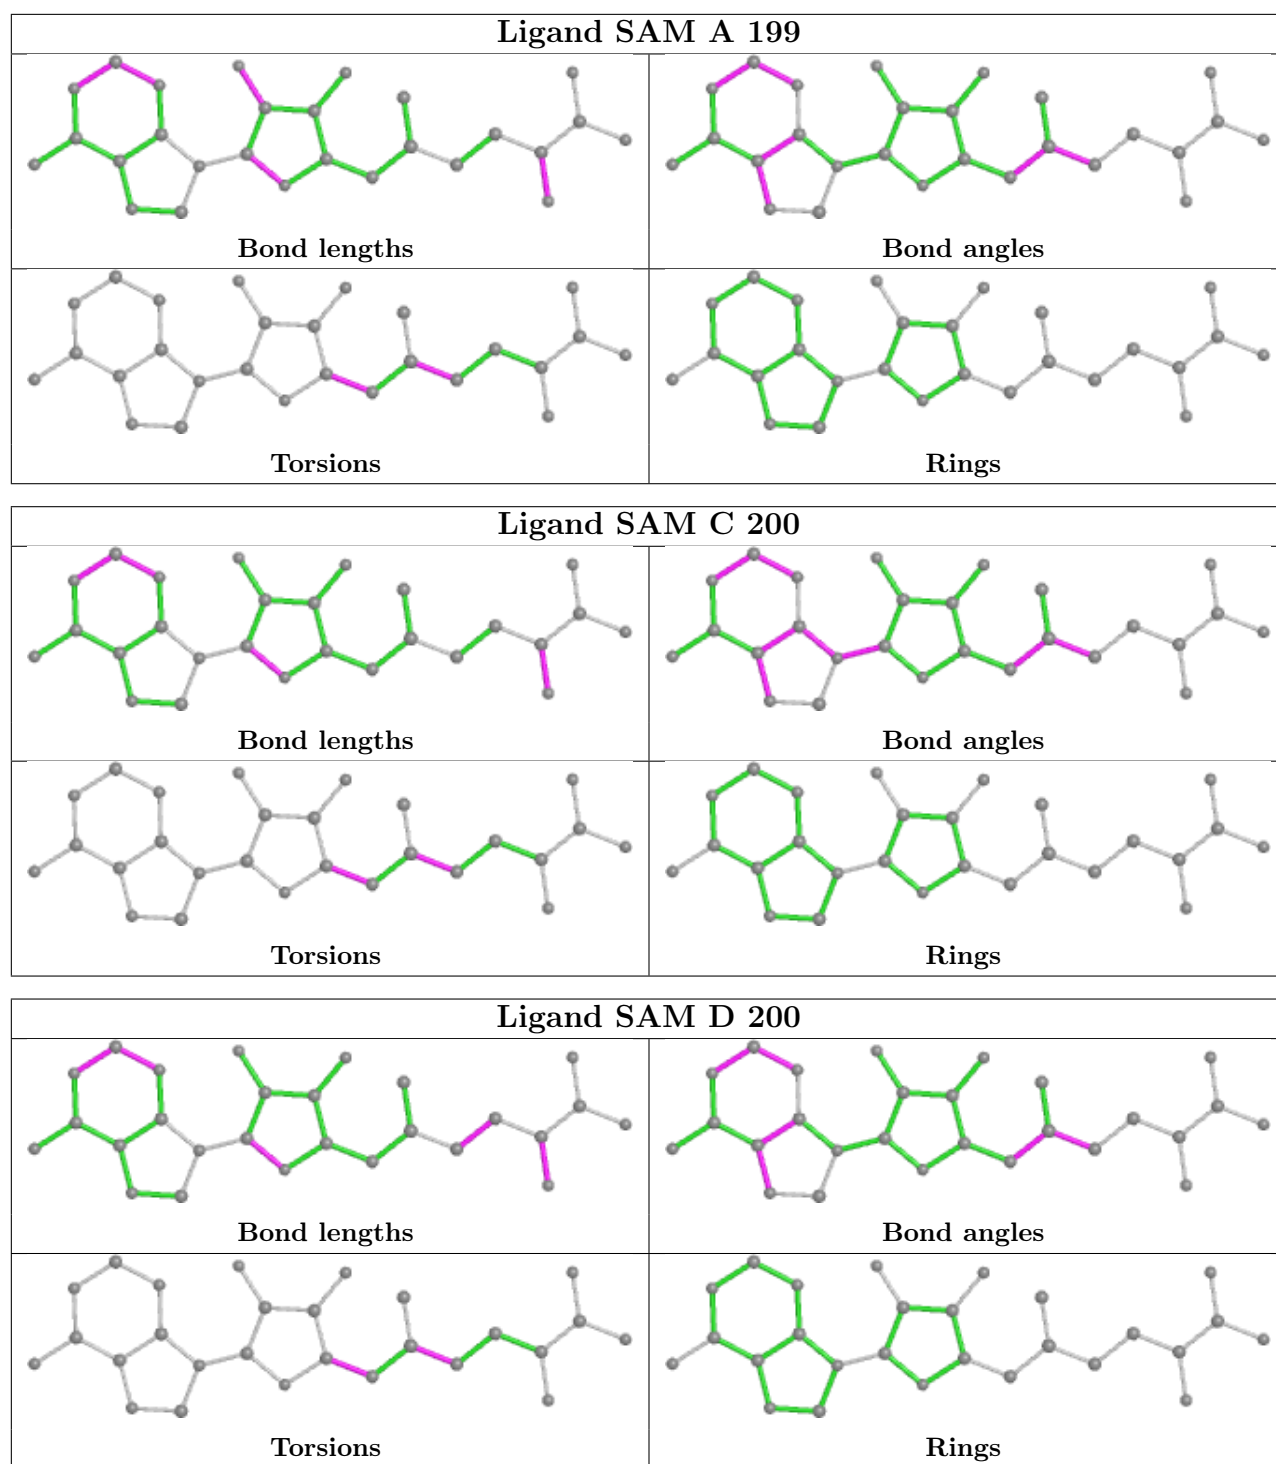 Ligand SAM A 199
Bond lengths
Bond angles
Torsions
Rings
Ligand SAM C 200
Bond lengths
Bond angles
Torsions
Rings
Ligand SAM D 200
Bond lengths
Bond angles
Torsions
Rings